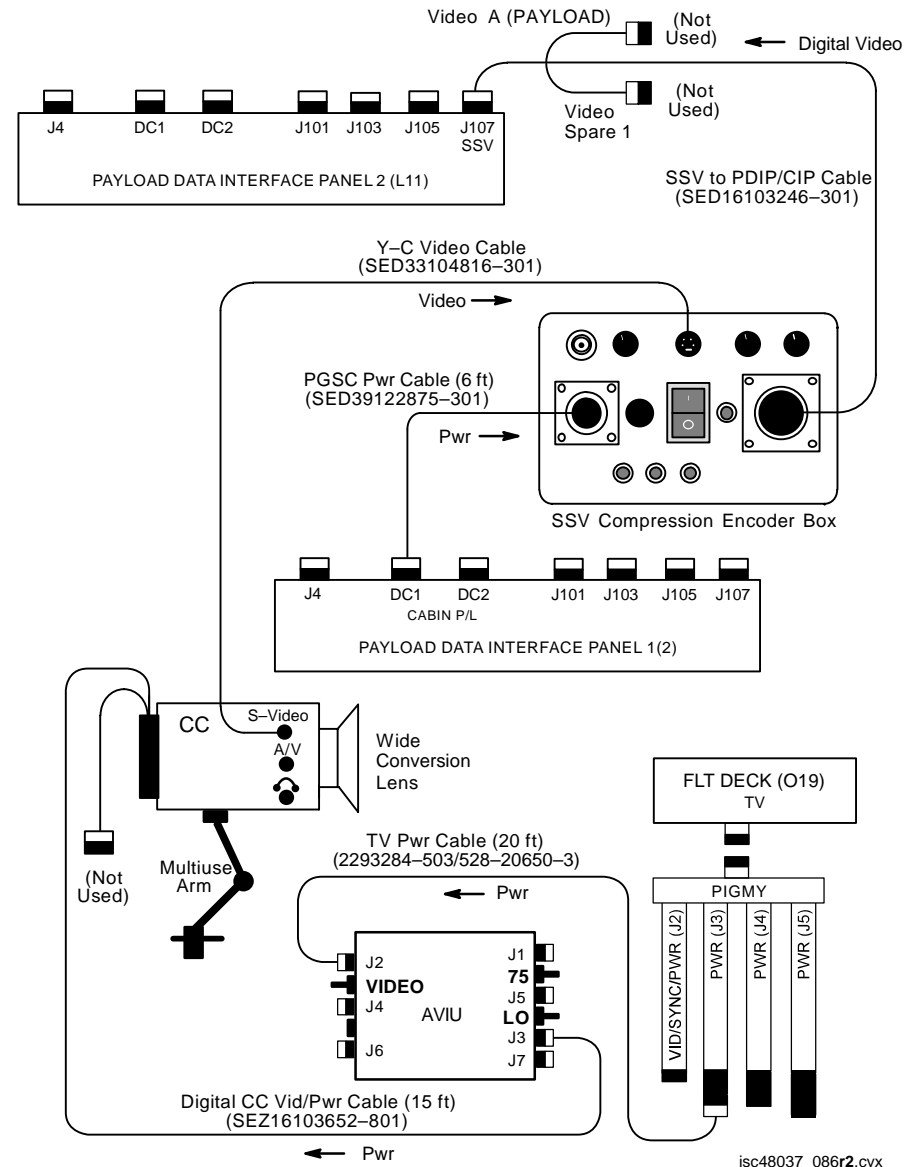 Video A (PAYLOAD)
(Not
Used)
Digital Video
(Not
Used)
Video
Spare 1
J4
DC1
DC2
J101
J103
J105
J107
SSV
PAYLOAD DATA INTERFACE PANEL 2 (L11)
SSV to PDIP/CIP Cable
(SED16103246–301)
Y–C Video Cable
(SED33104816–301)
Video
PGSC Pwr Cable (6 ft)
(SED39122875–301)
Pwr
SSV Compression Encoder Box
J4
DC1
DC2
J101
J103
J105
J107
CABIN P/L
PAYLOAD DATA INTERFACE PANEL 1(2)
CC
S–Video
A/V
Wide
Conversion
Lens
(Not
Used)
Multiuse
Arm
FLT DECK (O19)
TV
PIGMY
VID/SYNC/PWR (J2)
PWR (J3)
PWR (J4)
PWR (J5)
TV Pwr Cable (20 ft)
(2293284–503/528–20650–3)
Pwr
J2
VIDEO
J4
J6
AVIU
J1
75
J5
LO
J3
J7
Digital CC Vid/Pwr Cable (15 ft)
(SEZ16103652–801)
Pwr
jsc48037_086r2.cvx